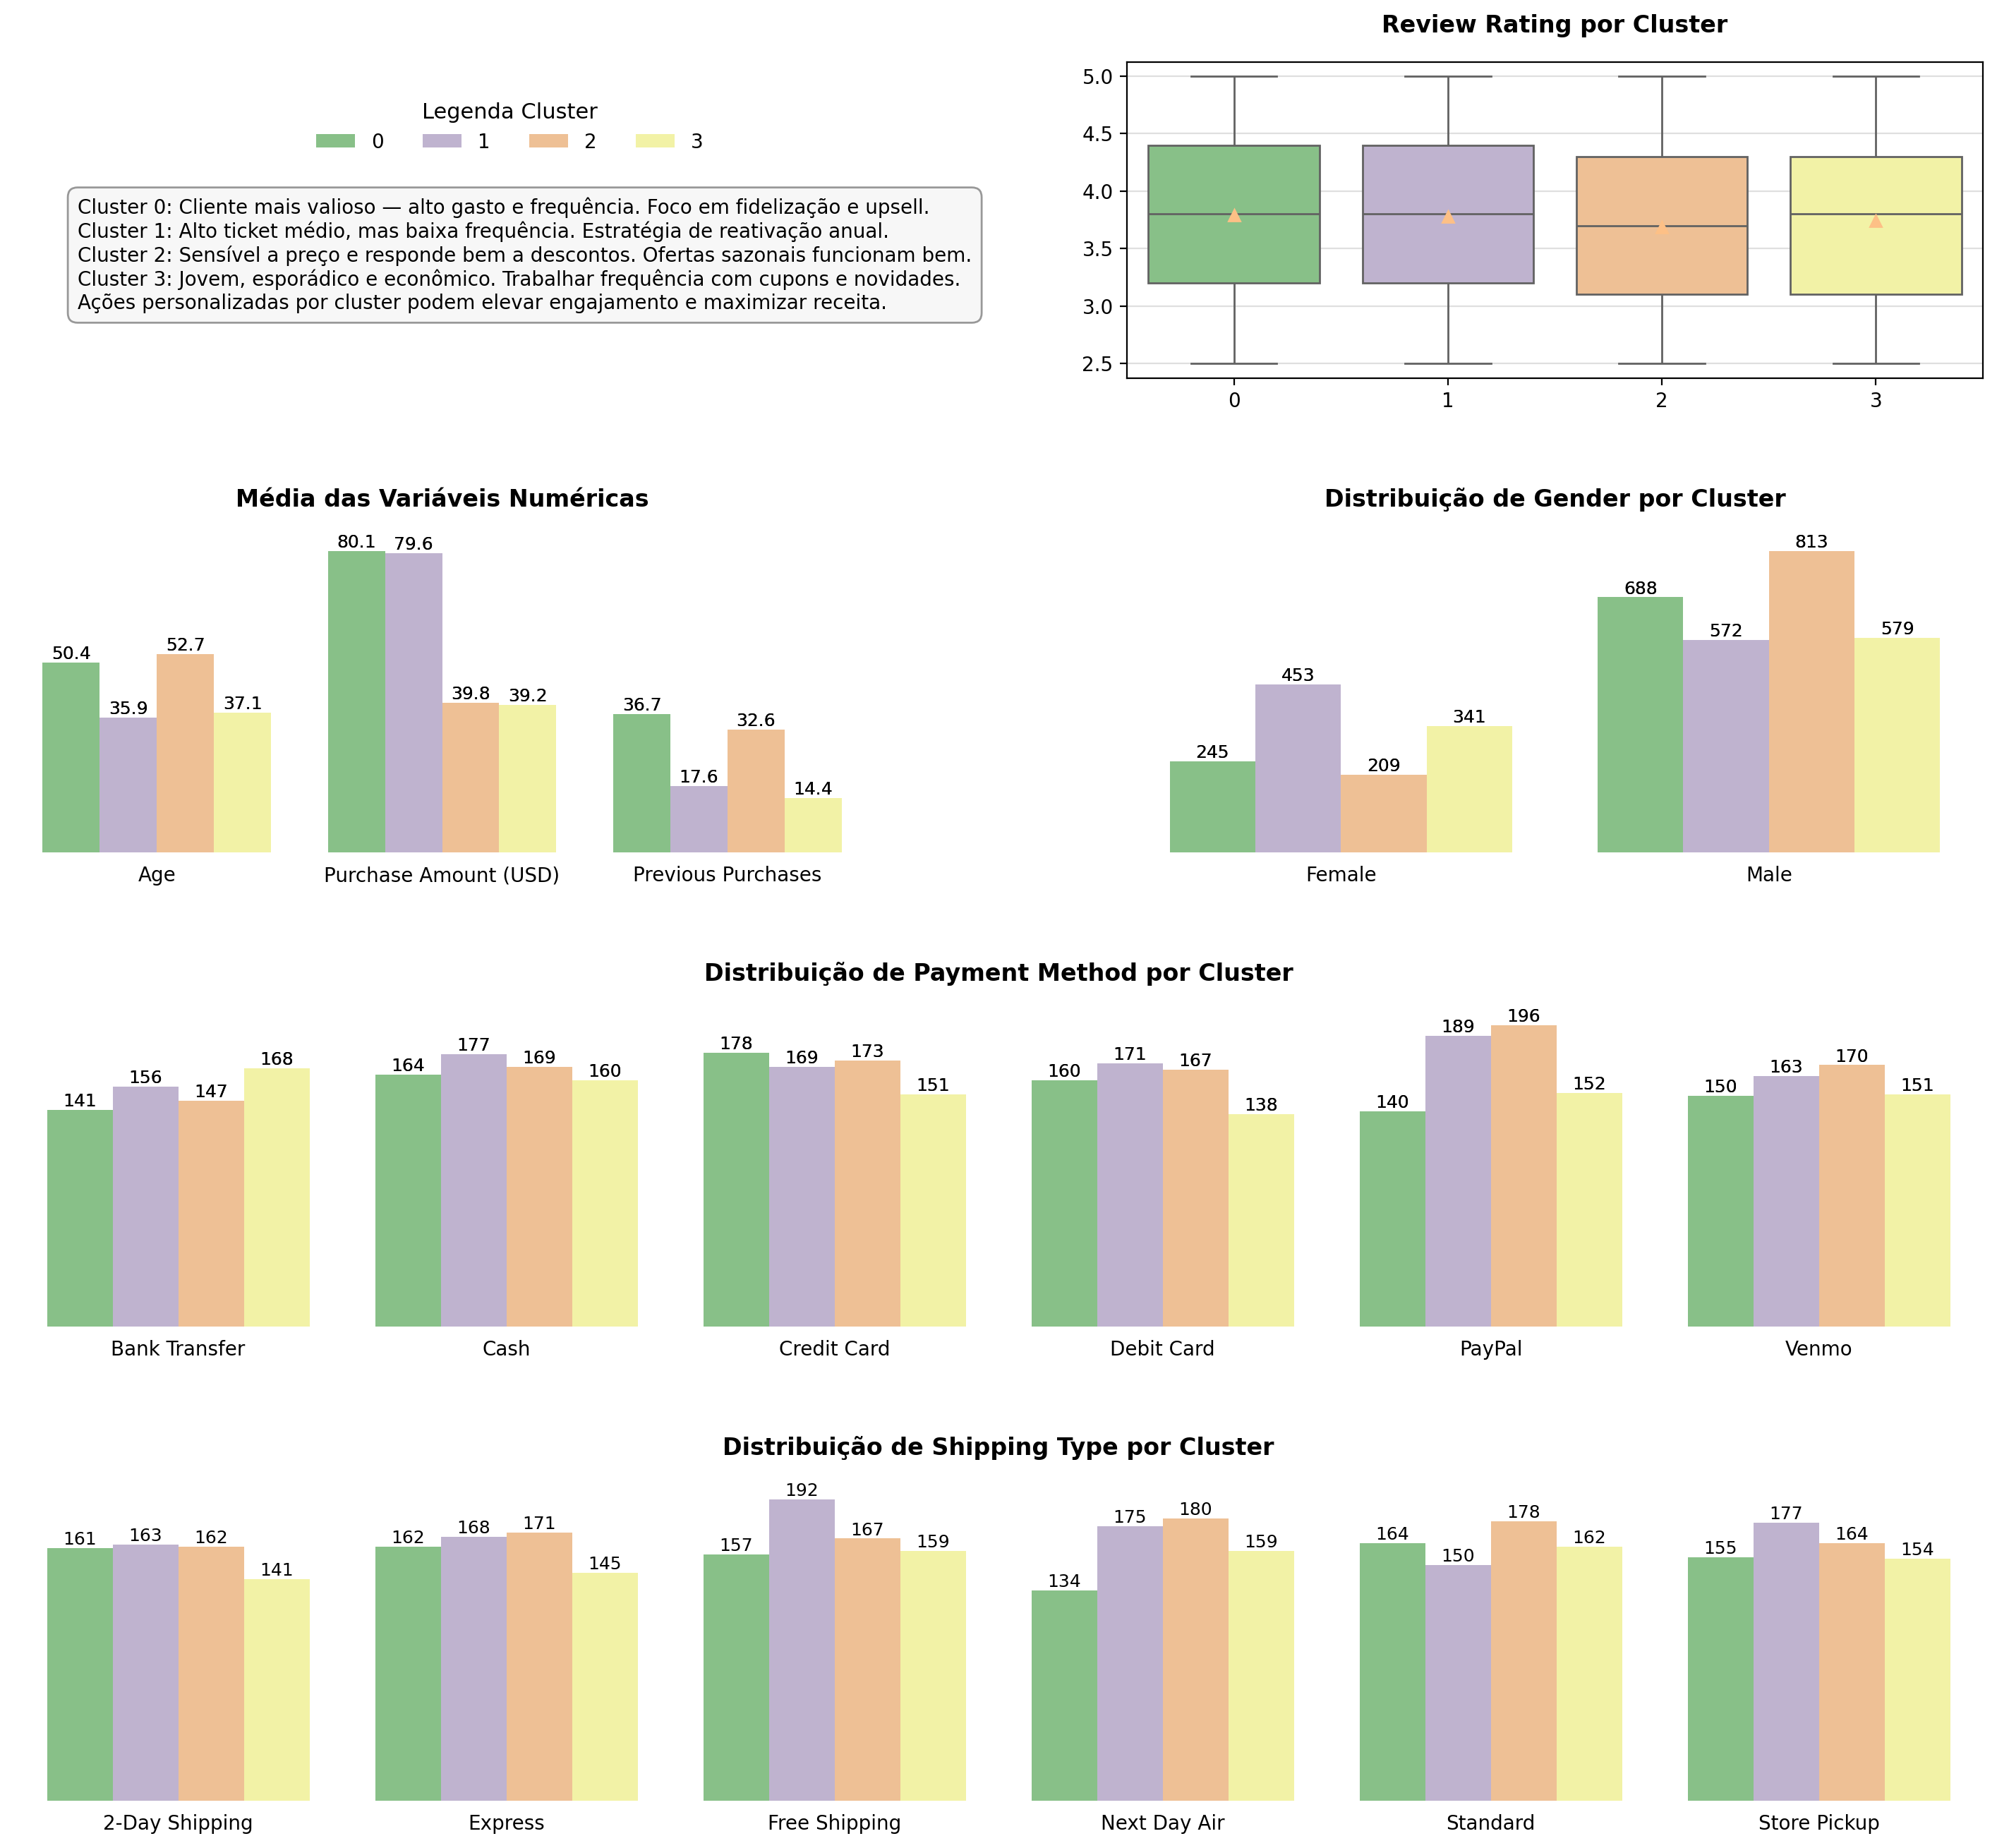 Legenda Cluster
0 1 2 3
Cluster 0: Cliente mais valioso — alto gasto e frequência. Foco em fidelização e upsell.
Cluster 1: Alto ticket médio, mas baixa frequência. Estratégia de reativação anual.
Cluster 2: Sensível a preço e responde bem a descontos. Ofertas sazonais funcionam bem.
Cluster 3: Jovem, esporádico e econômico. Trabalhar frequência com cupons e novidades.
Ações personalizadas por cluster podem elevar engajamento e maximizar receita.
Review Rating por Cluster
5.0
4.5
4.0
3.5
3.0
2.5
0 1 2 3
Média das Variáveis Numéricas
50.4 35.9 52.7 37.1
80.1 79.6 39.8 39.2
36.7 17.6 32.6 14.4
Age Purchase Amount (USD) Previous Purchases
Distribuição de Gender por Cluster
245 453 209 341
688 572 813 579
Female Male
Distribuição de Payment Method por Cluster
141 156 147 168
164 177 169 160
178 169 173 151
160 171 167 138
140 189 196 152
150 163 170 151
Bank Transfer Cash Credit Card Debit Card PayPal Venmo
Distribuição de Shipping Type por Cluster
161 163 162 141
162 168 171 145
157 192 167 159
134 175 180 159
164 150 178 162
155 177 164 154
2-Day Shipping Express Free Shipping Next Day Air Standard Store Pickup